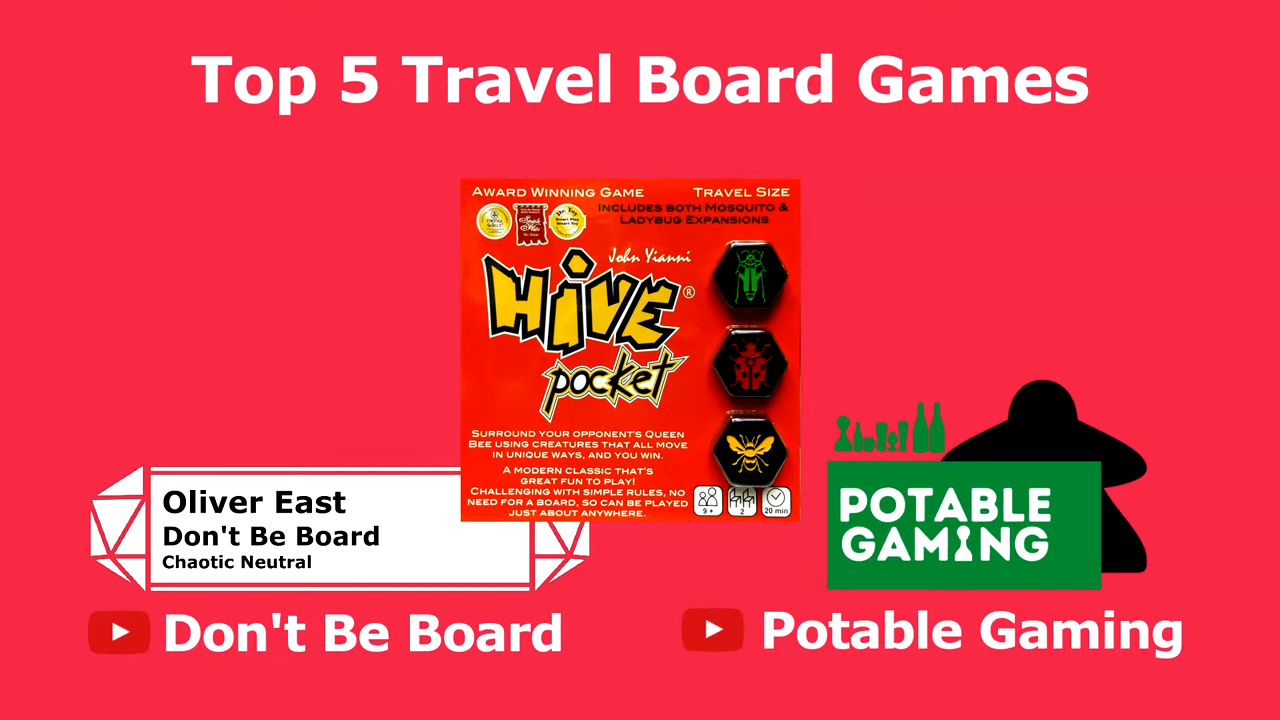 Top 5 Travel Board Games
AWARD WINNING GAME
TRAVEL SIZE
INCLUDES BOTH MOSQUITO &
LADYBUG EXPANSIONS
John Yianni
HIVE®
pocket
SURROUND YOUR OPPONENT'S QUEEN
BEE USING CREATURES THAT ALL MOVE
IN UNIQUE WAYS, AND YOU WIN.
A MODERN CLASSIC THAT'S
GREAT FUN TO PLAY!
CHALLENGING WITH SIMPLE RULES, NO
NEED FOR A BOARD, SO CAN BE PLAYED
JUST ABOUT ANYWHERE.
9+
2
20 min
Oliver East
Don't Be Board
Chaotic Neutral
POTABLE
GAMING
Don't Be Board
Potable Gaming